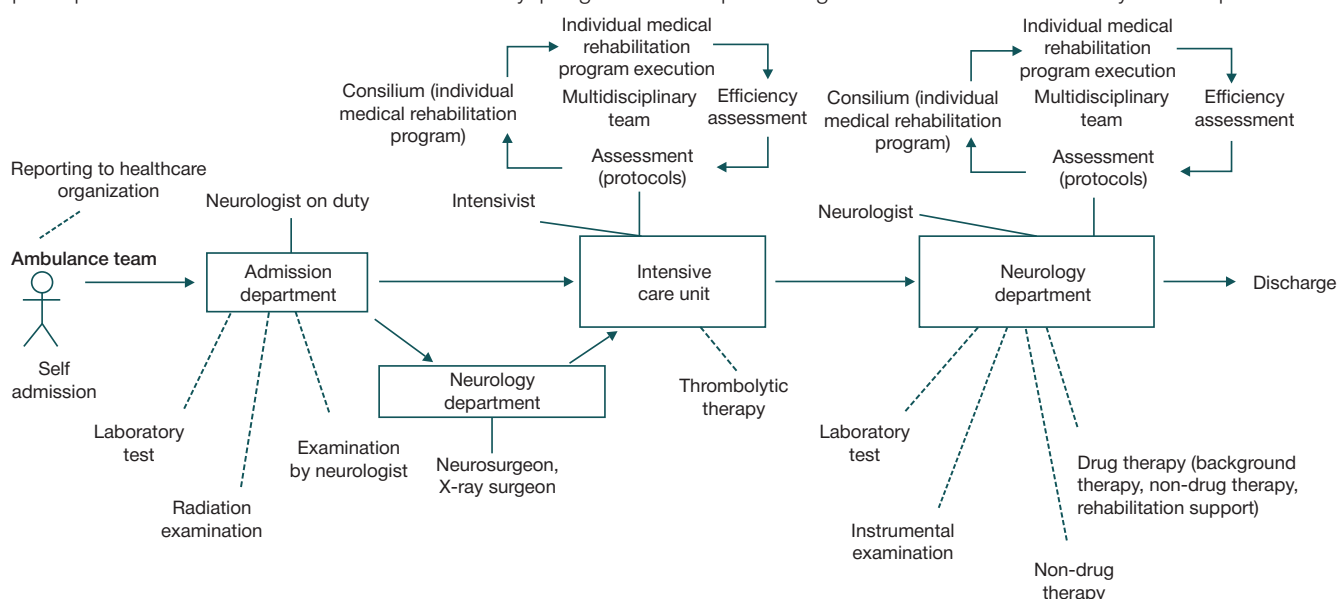 Individual medical
rehabilitation
program execution
Consilium (individual
medical rehabilitation
program)
Multidisciplinary
team
Efficiency
assessment
Assessment
(protocols)
Individual medical
rehabilitation
program execution
Consilium (individual
medical rehabilitation
program)
Multidisciplinary
team
Efficiency
assessment
Assessment
(protocols)
Reporting to healthcare
organization
Ambulance team
Self
admission
Neurologist on duty
Admission
department
Laboratory
test
Radiation
examination
Examination
by neurologist
Neurology
department
Neurosurgeon,
X-ray surgeon
Intensivist
Intensive
care unit
Thrombolytic
therapy
Neurologist
Neurology
department
Laboratory
test
Instrumental
examination
Non-drug
therapy
Drug therapy (background
therapy, non-drug therapy,
rehabilitation support)
Discharge